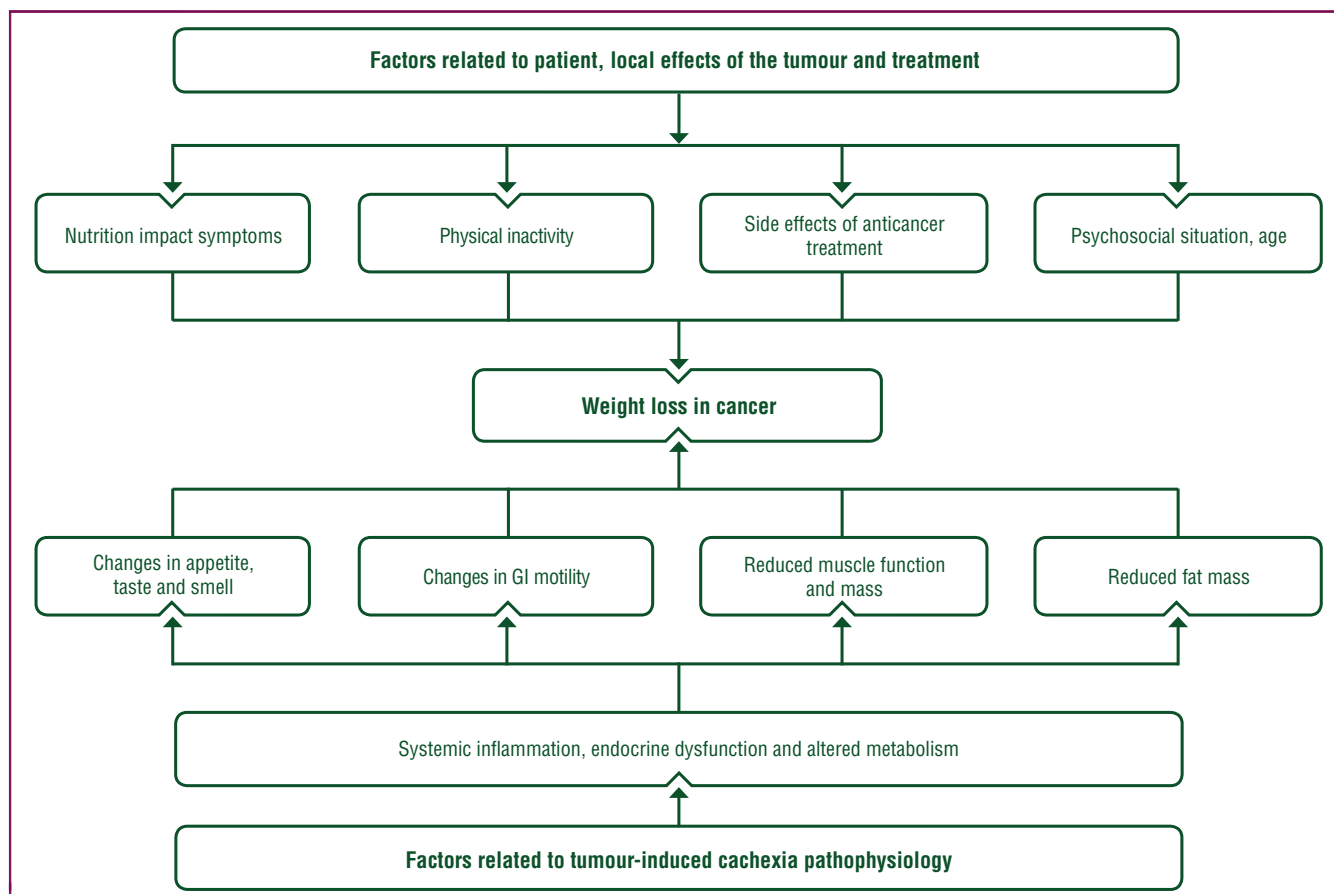 Factors related to patient, local effects of the tumour and treatment
Nutrition impact symptoms
Physical inactivity
Side effects of anticancer
treatment
Psychosocial situation, age
Weight loss in cancer
Changes in appetite,
taste and smell
Changes in GI motility
Reduced muscle function
and mass
Reduced fat mass
Systemic inflammation, endocrine dysfunction and altered metabolism
Factors related to tumour-induced cachexia pathophysiology